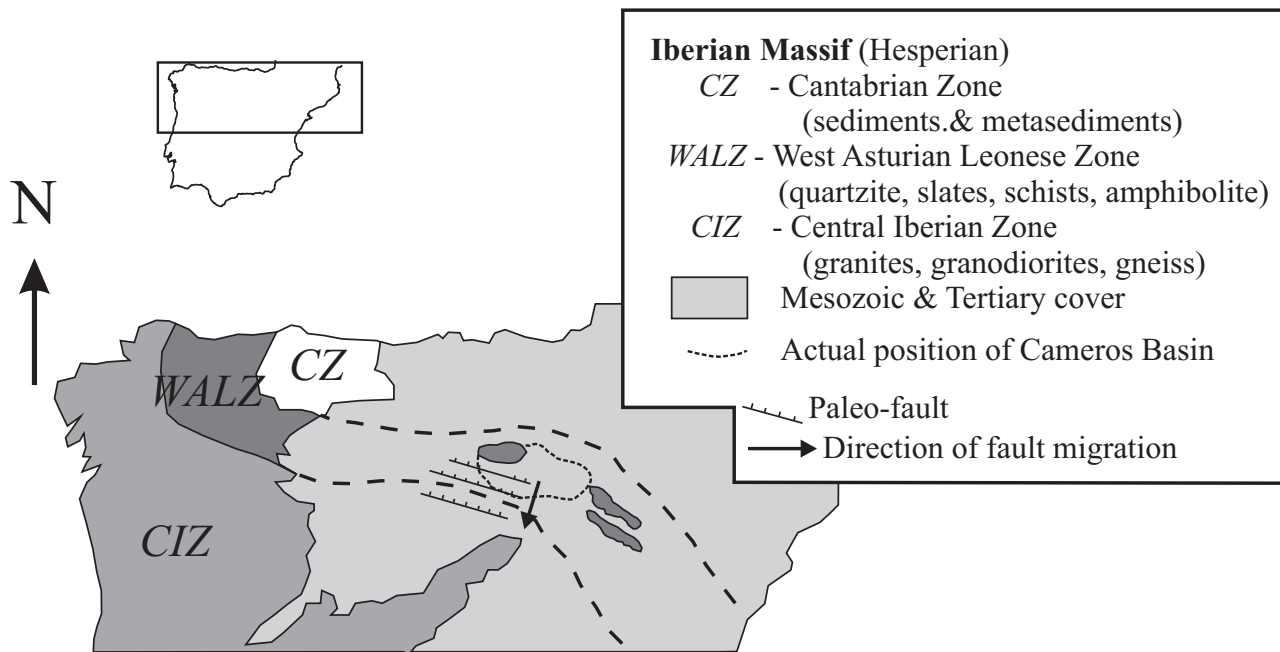 Iberian Massif (Hesperian)
CZ - Cantabrian Zone
(sediments.& metasediments)
WALZ - West Asturian Leonese Zone
(quartzite, slates, schists, amphibolite)
CIZ - Central Iberian Zone
(granites, granodiorites, gneiss)
Mesozoic & Tertiary cover
Actual position of Cameros Basin
Paleo-fault
Direction of fault migration
N
CZ
WALZ
CIZ